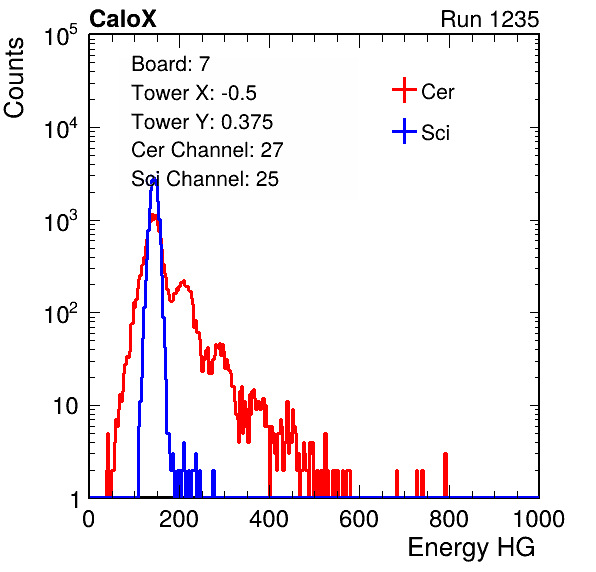 CaloX Run 1235
Counts
10^5
10^4
10^3
10^2
10
1
Board: 7
Tower X: -0.5
Tower Y: 0.375
Cer Channel: 27
Sci Channel: 25
Cer
Sci
0 200 400 600 800 1000
Energy HG